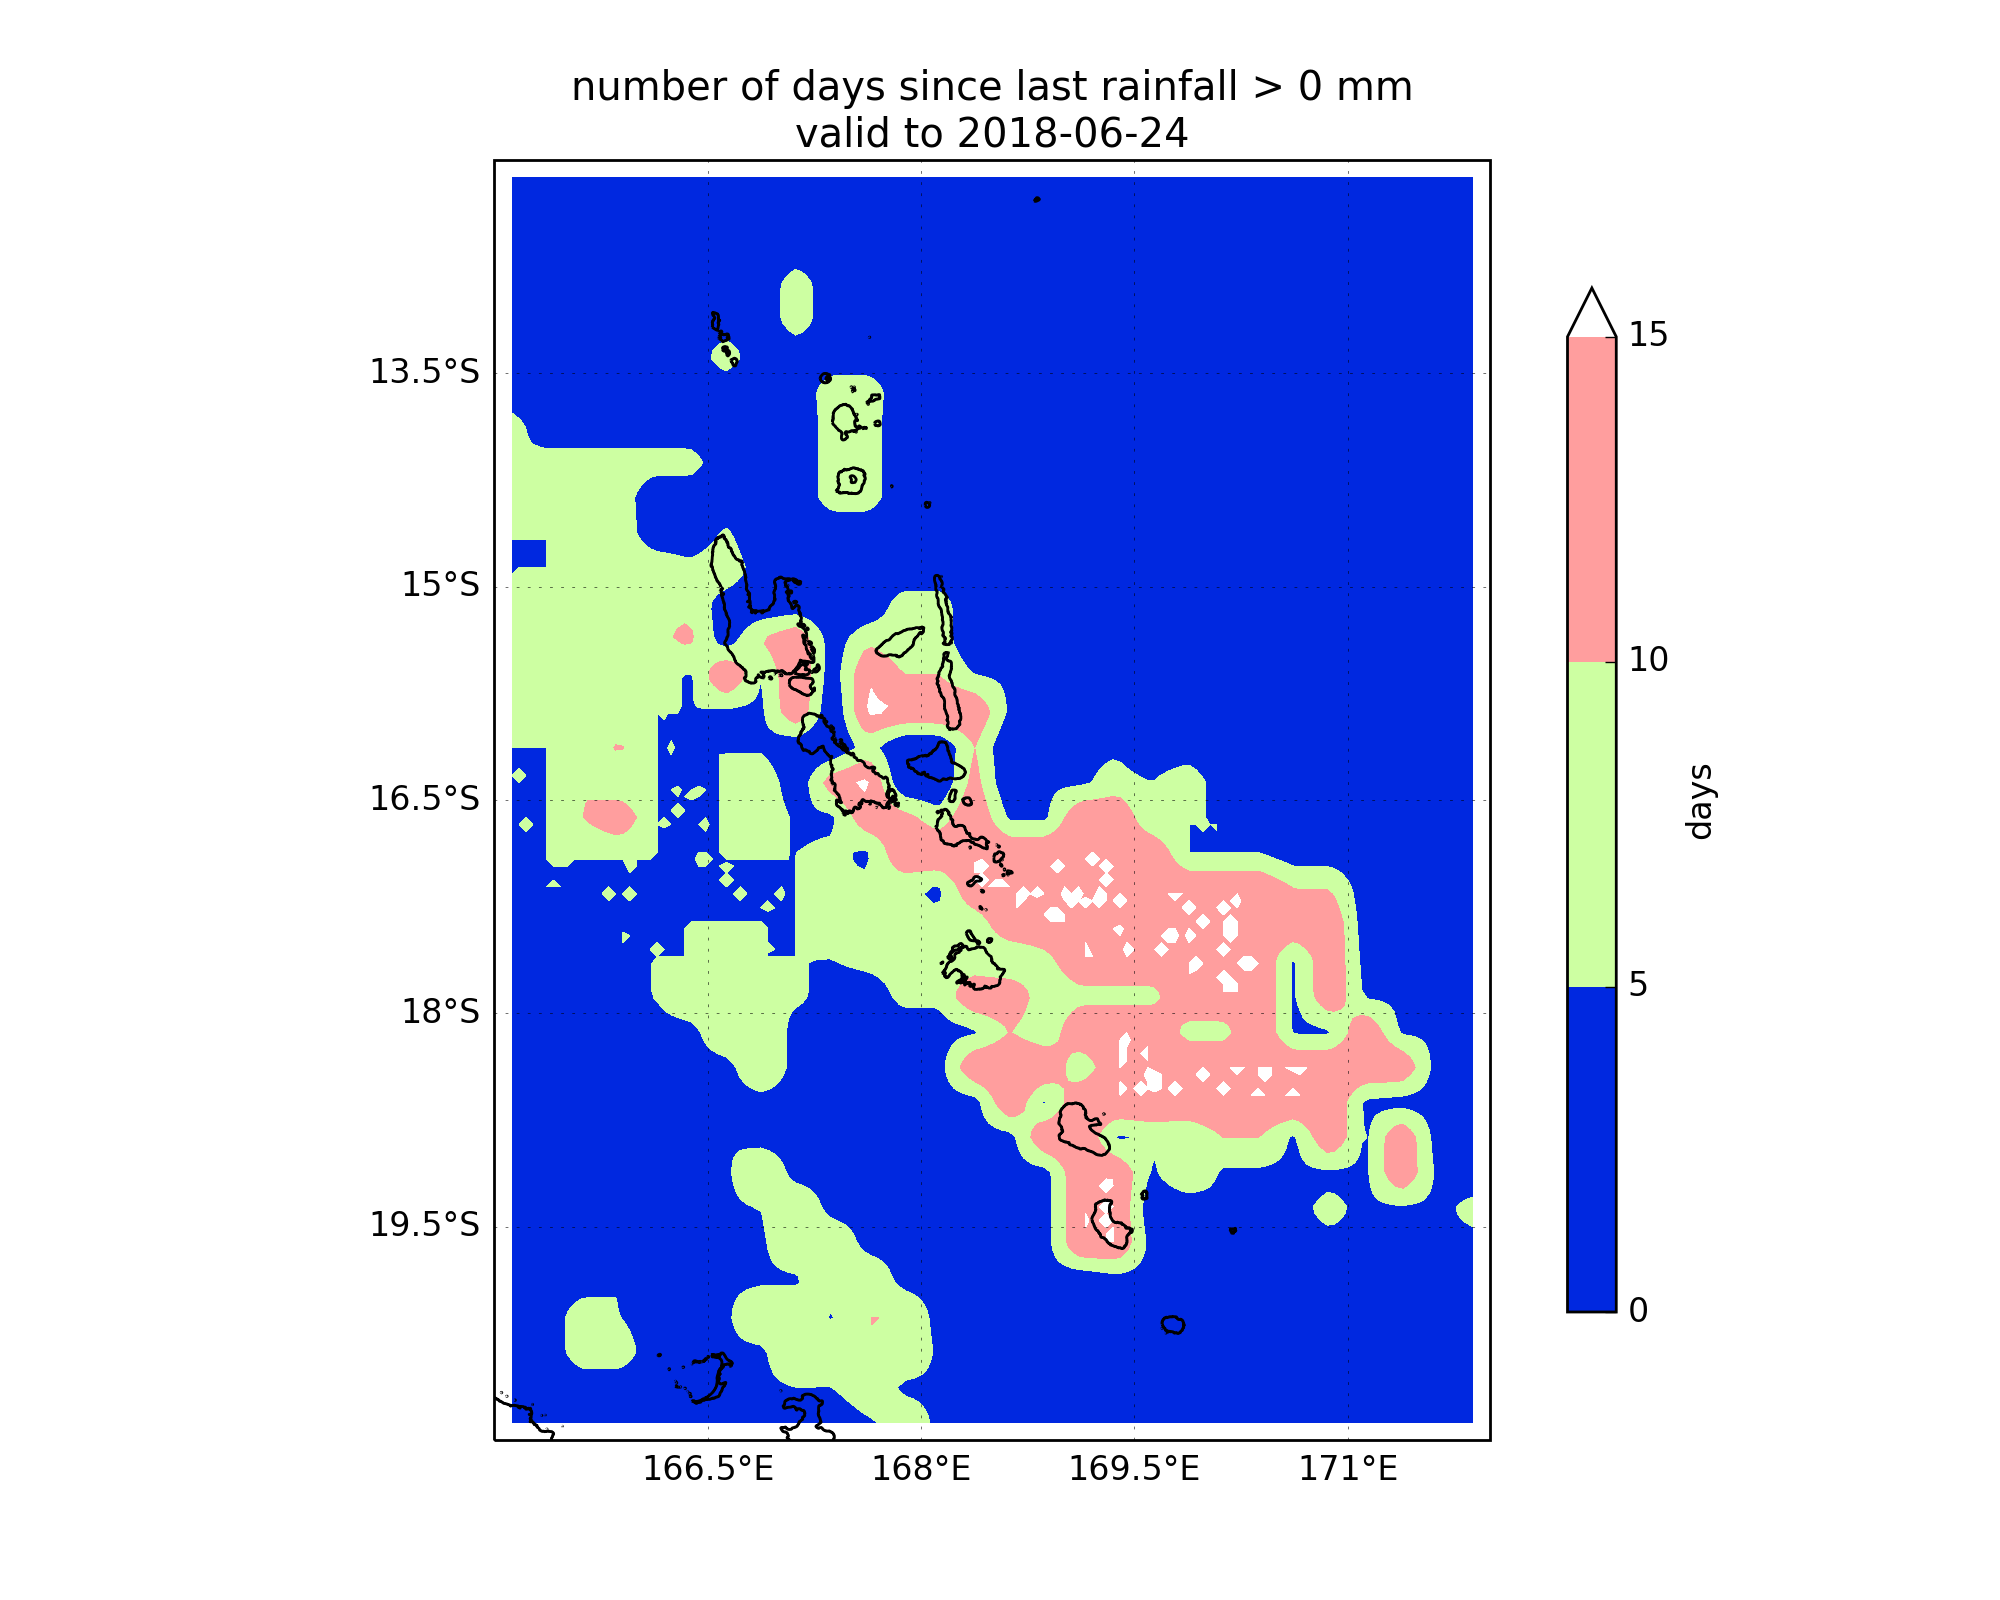 number of days since last rainfall > 0 mm
valid to 2018-06-24
13.5°S
15°S
16.5°S
18°S
19.5°S
166.5°E
168°E
169.5°E
171°E
15
10
5
0
days